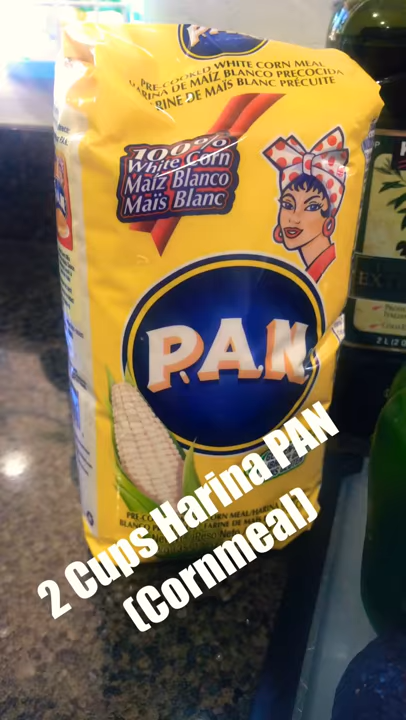 PRE-COOKED WHITE CORN MEAL
HARINA DE MAÍZ BLANCO PRECOCIDA
FARINE DE MAÏS BLANC PRÉCUITE
100%
White Corn
Maíz Blanco
Maïs Blanc
P.A.N.
2 Cups Harina PAN
(Cornmeal)